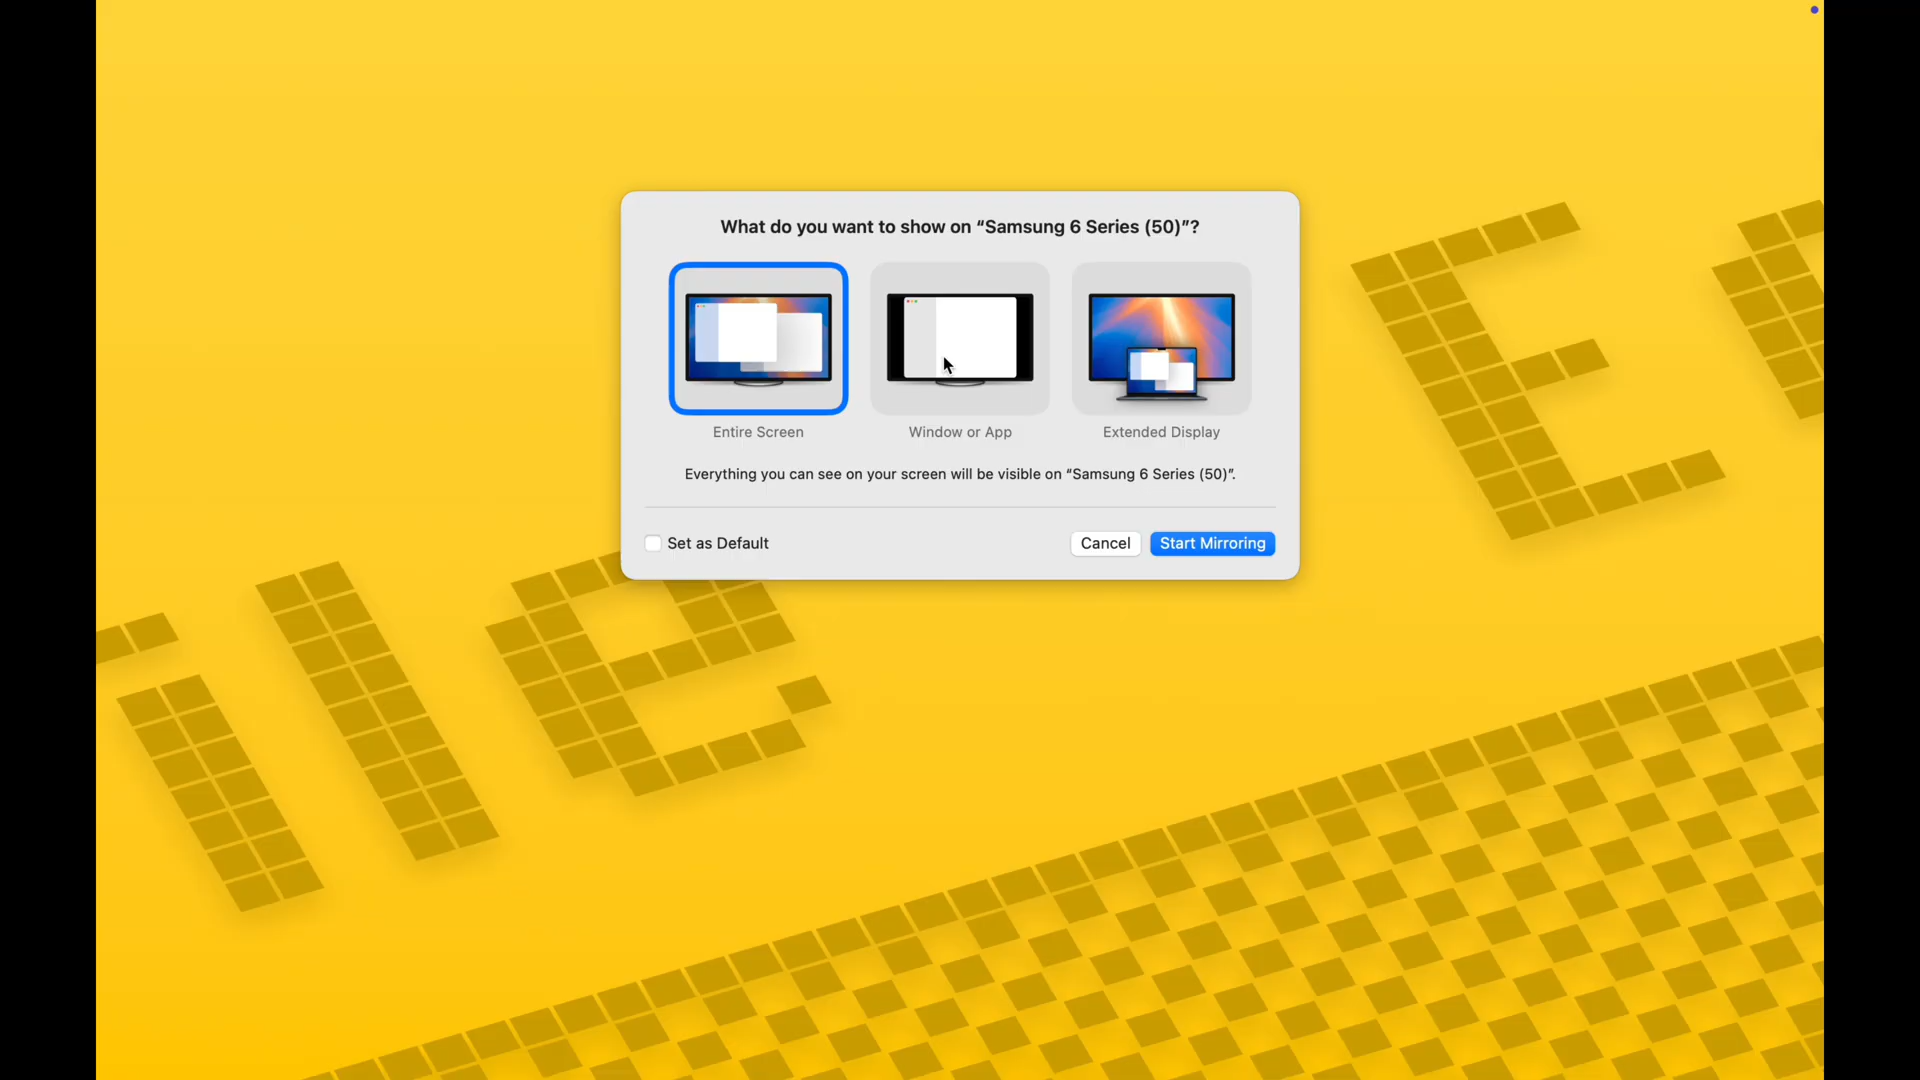 What do you want to show on “Samsung 6 Series (50)”?
Entire Screen
Window or App
Extended Display
Everything you can see on your screen will be visible on “Samsung 6 Series (50)”.
Set as Default
Cancel
Start Mirroring